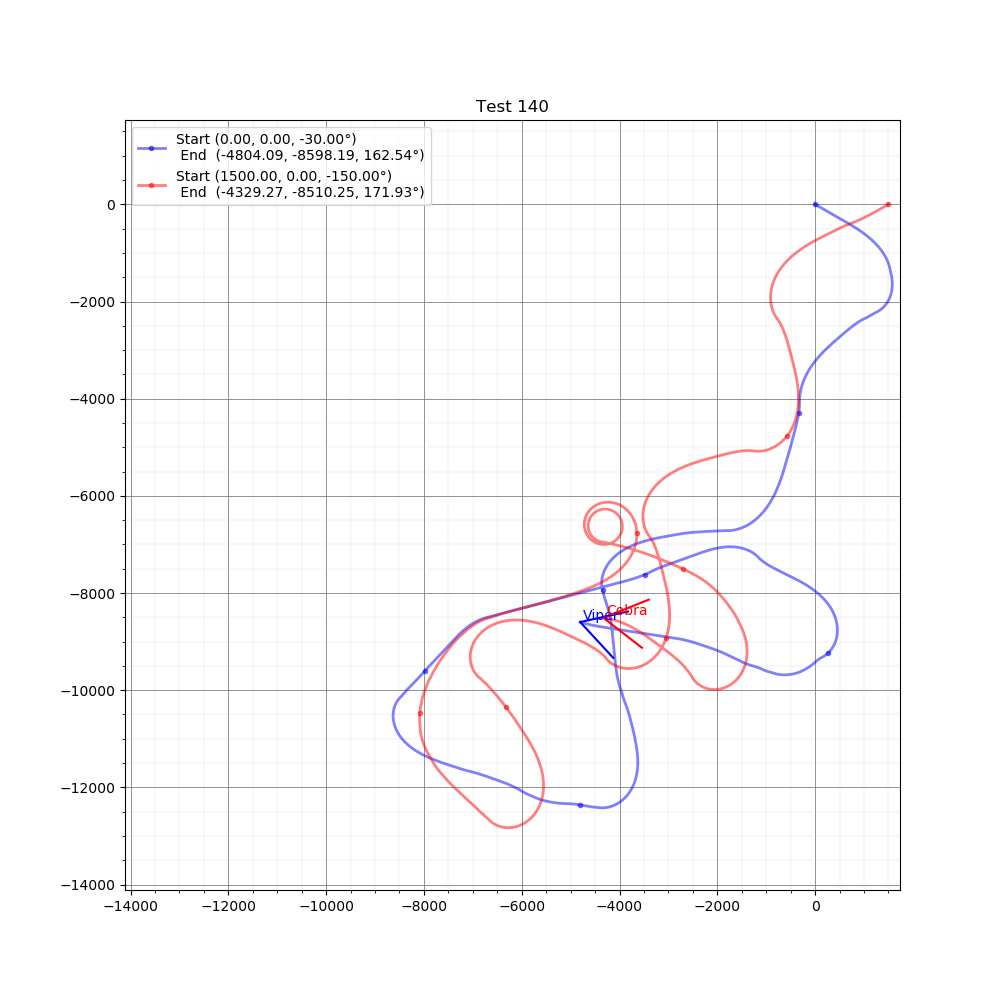 Test 140
Start (0.00, 0.00, -30.00°)
End  (-4804.09, -8598.19, 162.54°)
Start (1500.00, 0.00, -150.00°)
End  (-4329.27, -8510.25, 171.93°)
0
−2000
−4000
−6000
−8000
−10000
−12000
−14000
Viper
Cobra
−14000 −12000 −10000 −8000 −6000 −4000 −2000 0